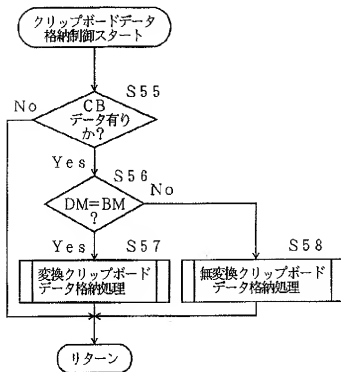 クリップボードデータ
格納制御スタート
S55
No
CB
データ有り
か?
Yes
S56
No
DM=BM
?
Yes
S57
S58
変換クリップボード
データ格納処理
無変換クリップボード
データ格納処理
リターン